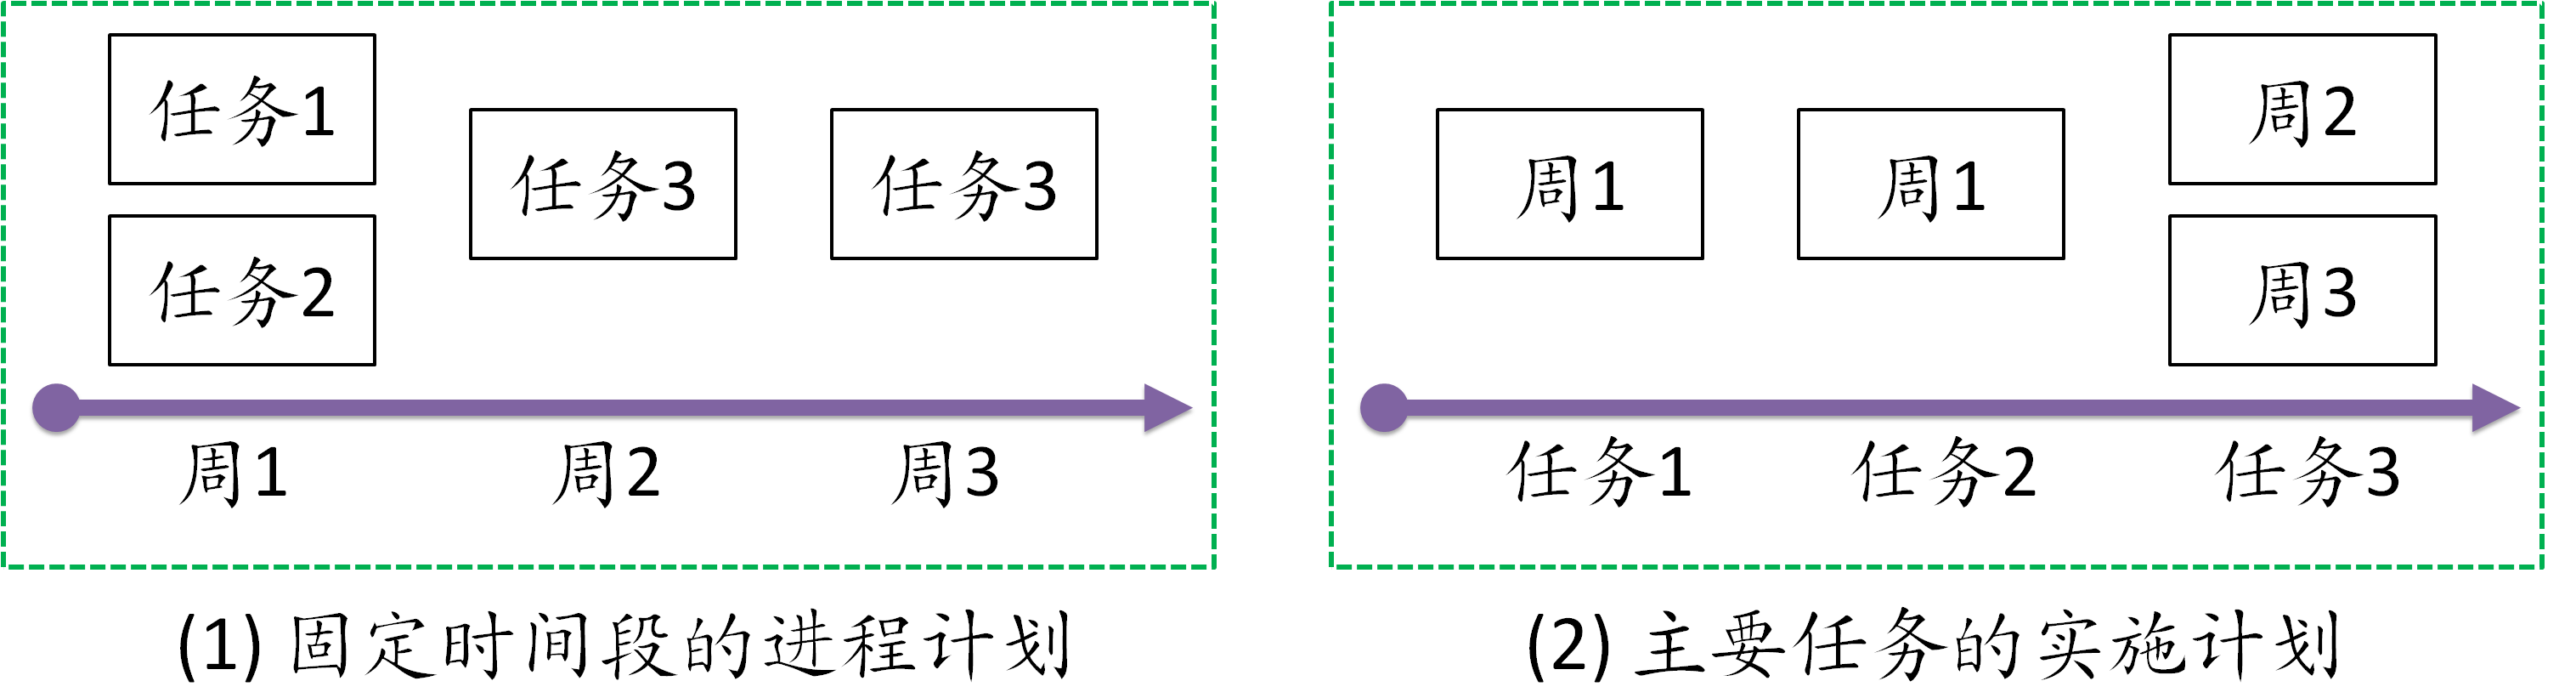 任务1
任务2
任务3
任务3
周1
周2
周3
(1) 固定时间段的进程计划
周1
周1
周2
周3
任务1
任务2
任务3
(2) 主要任务的实施计划